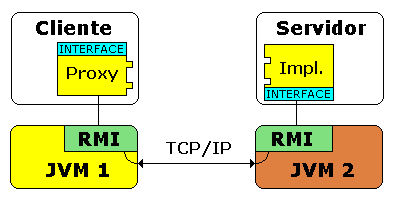 Cliente
INTERFACE
Proxy
Servidor
Impl.
INTERFACE
RMI
JVM 1
TCP/IP
RMI
JVM 2